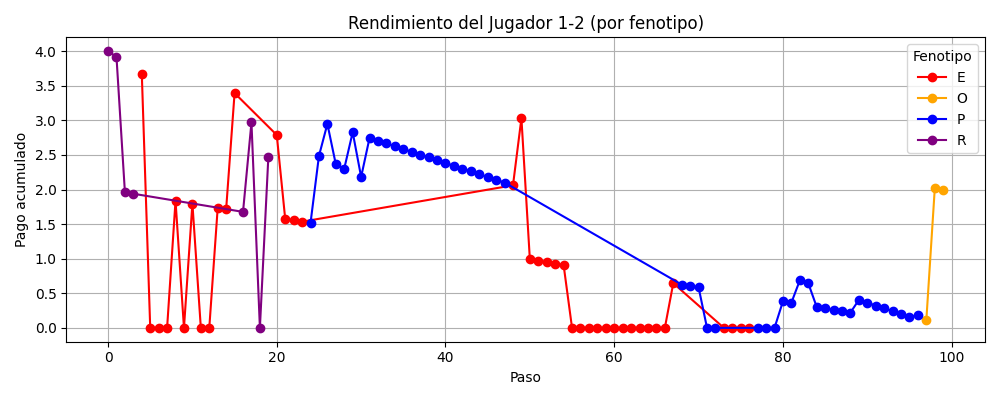 Rendimiento del Jugador 1-2 (por fenotipo)
Pago acumulado
4.0
3.5
3.0
2.5
2.0
1.5
1.0
0.5
0.0
0 20 40 60 80 100
Paso
Fenotipo
E
O
P
R